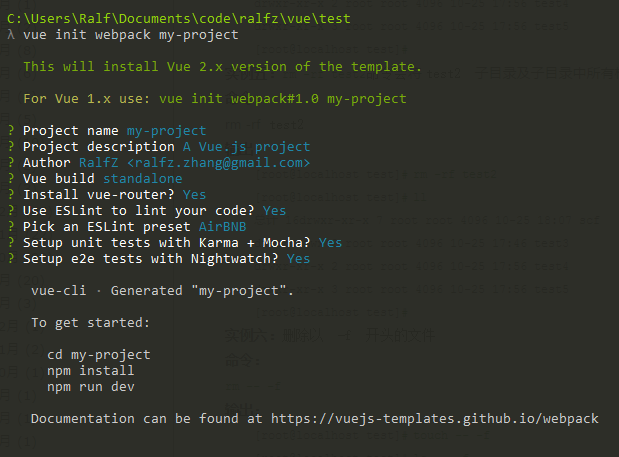 C:\Users\Ralf\Documents\code\ralfz\vue\test
λ vue init webpack my-project
This will install Vue 2.x version of the template.
For Vue 1.x use: vue init webpack#1.0 my-project
? Project name my-project
? Project description A Vue.js project
? Author RalfZ <ralfz.zhang@gmail.com>
? Vue build standalone
? Install vue-router? Yes
? Use ESLint to lint your code? Yes
? Pick an ESLint preset AirBNB
? Setup unit tests with Karma + Mocha? Yes
? Setup e2e tests with Nightwatch? Yes
vue-cli · Generated "my-project".
To get started:
cd my-project
npm install
npm run dev
Documentation can be found at https://vuejs-templates.github.io/webpack